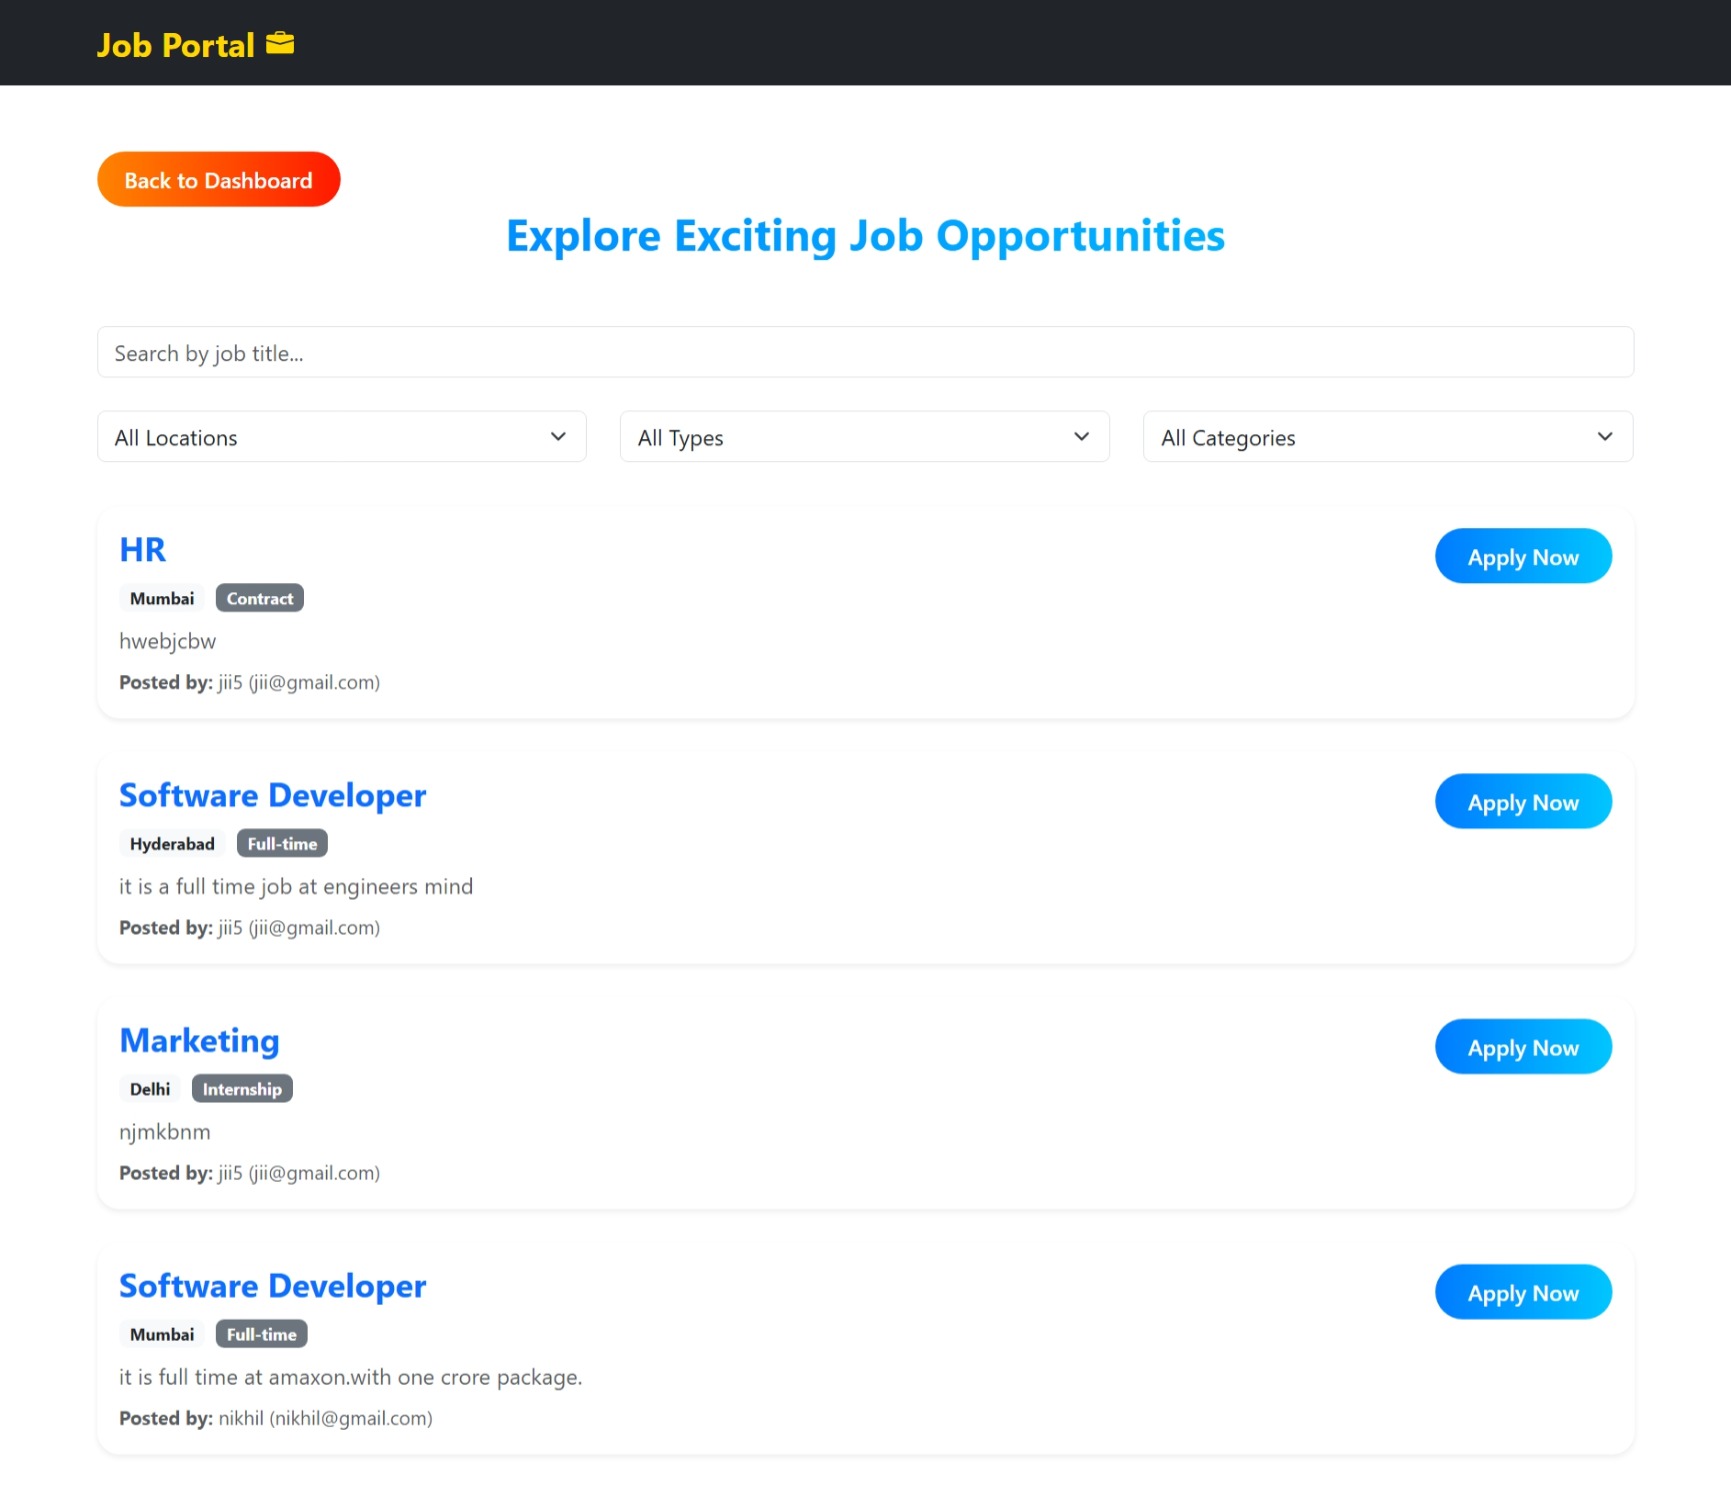 Job Portal
Back to Dashboard
Explore Exciting Job Opportunities
Search by job title...
All Locations All Types All Categories
HR Apply Now
Mumbai Contract
hwebjcbw
Posted by: jii5 (jii@gmail.com)
Software Developer Apply Now
Hyderabad Full-time
it is a full time job at engineers mind
Posted by: jii5 (jii@gmail.com)
Marketing Apply Now
Delhi Internship
njmkbnm
Posted by: jii5 (jii@gmail.com)
Software Developer Apply Now
Mumbai Full-time
it is full time at amaxon.with one crore package.
Posted by: nikhil (nikhil@gmail.com)